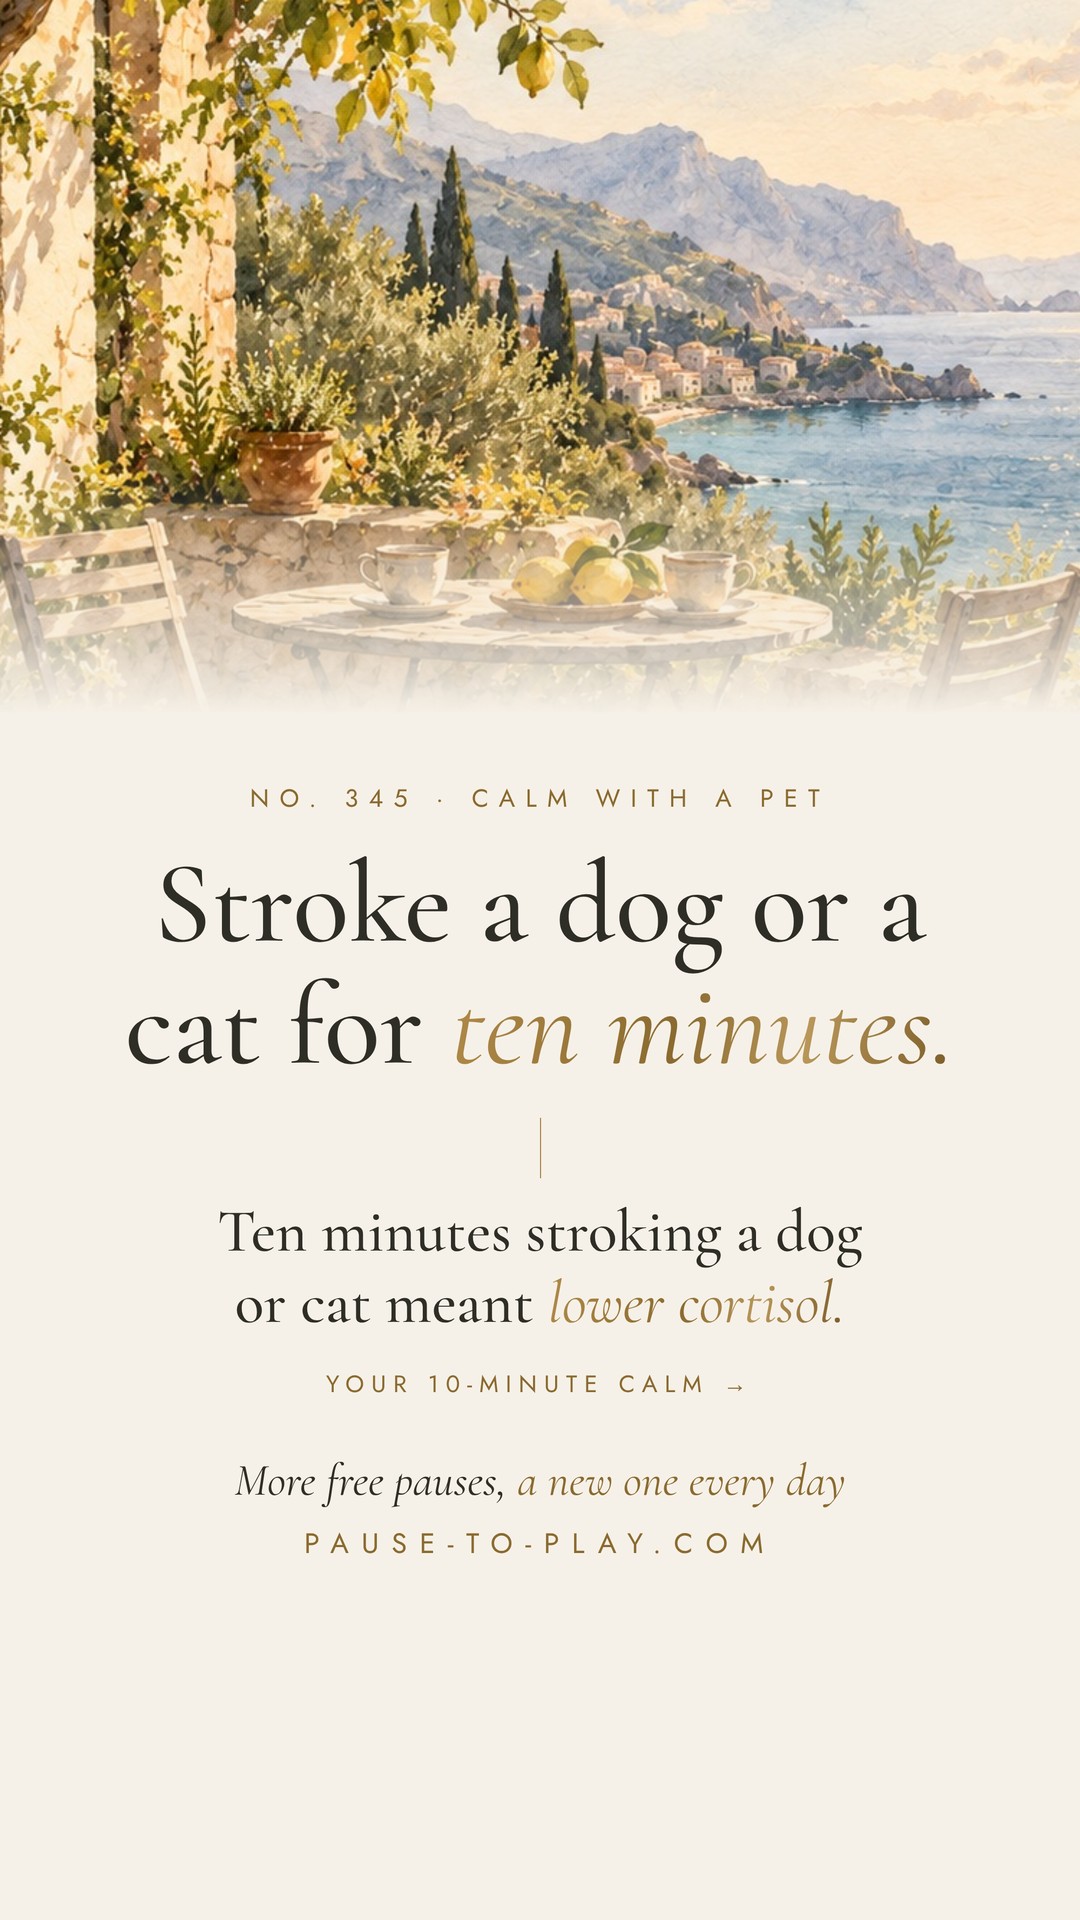 NO. 345 · CALM WITH A PET
Stroke a dog or a
cat for ten minutes.
Ten minutes stroking a dog
or cat meant lower cortisol.
YOUR 10-MINUTE CALM →
More free pauses, a new one every day
PAUSE-TO-PLAY.COM